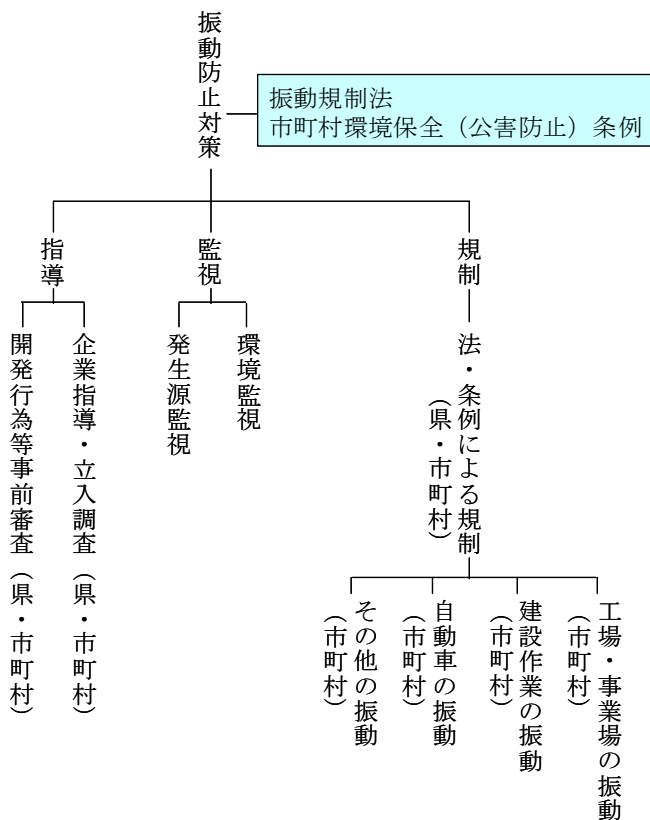 振動防止対策
振動規制法
市町村環境保全（公害防止）条例
規制
監視
指導
法・条例による規制
（県・市町村）
環境監視
発生源監視
企業指導・立入調査（県・市町村）
開発行為等事前審査（県・市町村）
工場・事業場の振動
（市町村）
建設作業の振動
（市町村）
自動車の振動
（市町村）
その他の振動
（市町村）